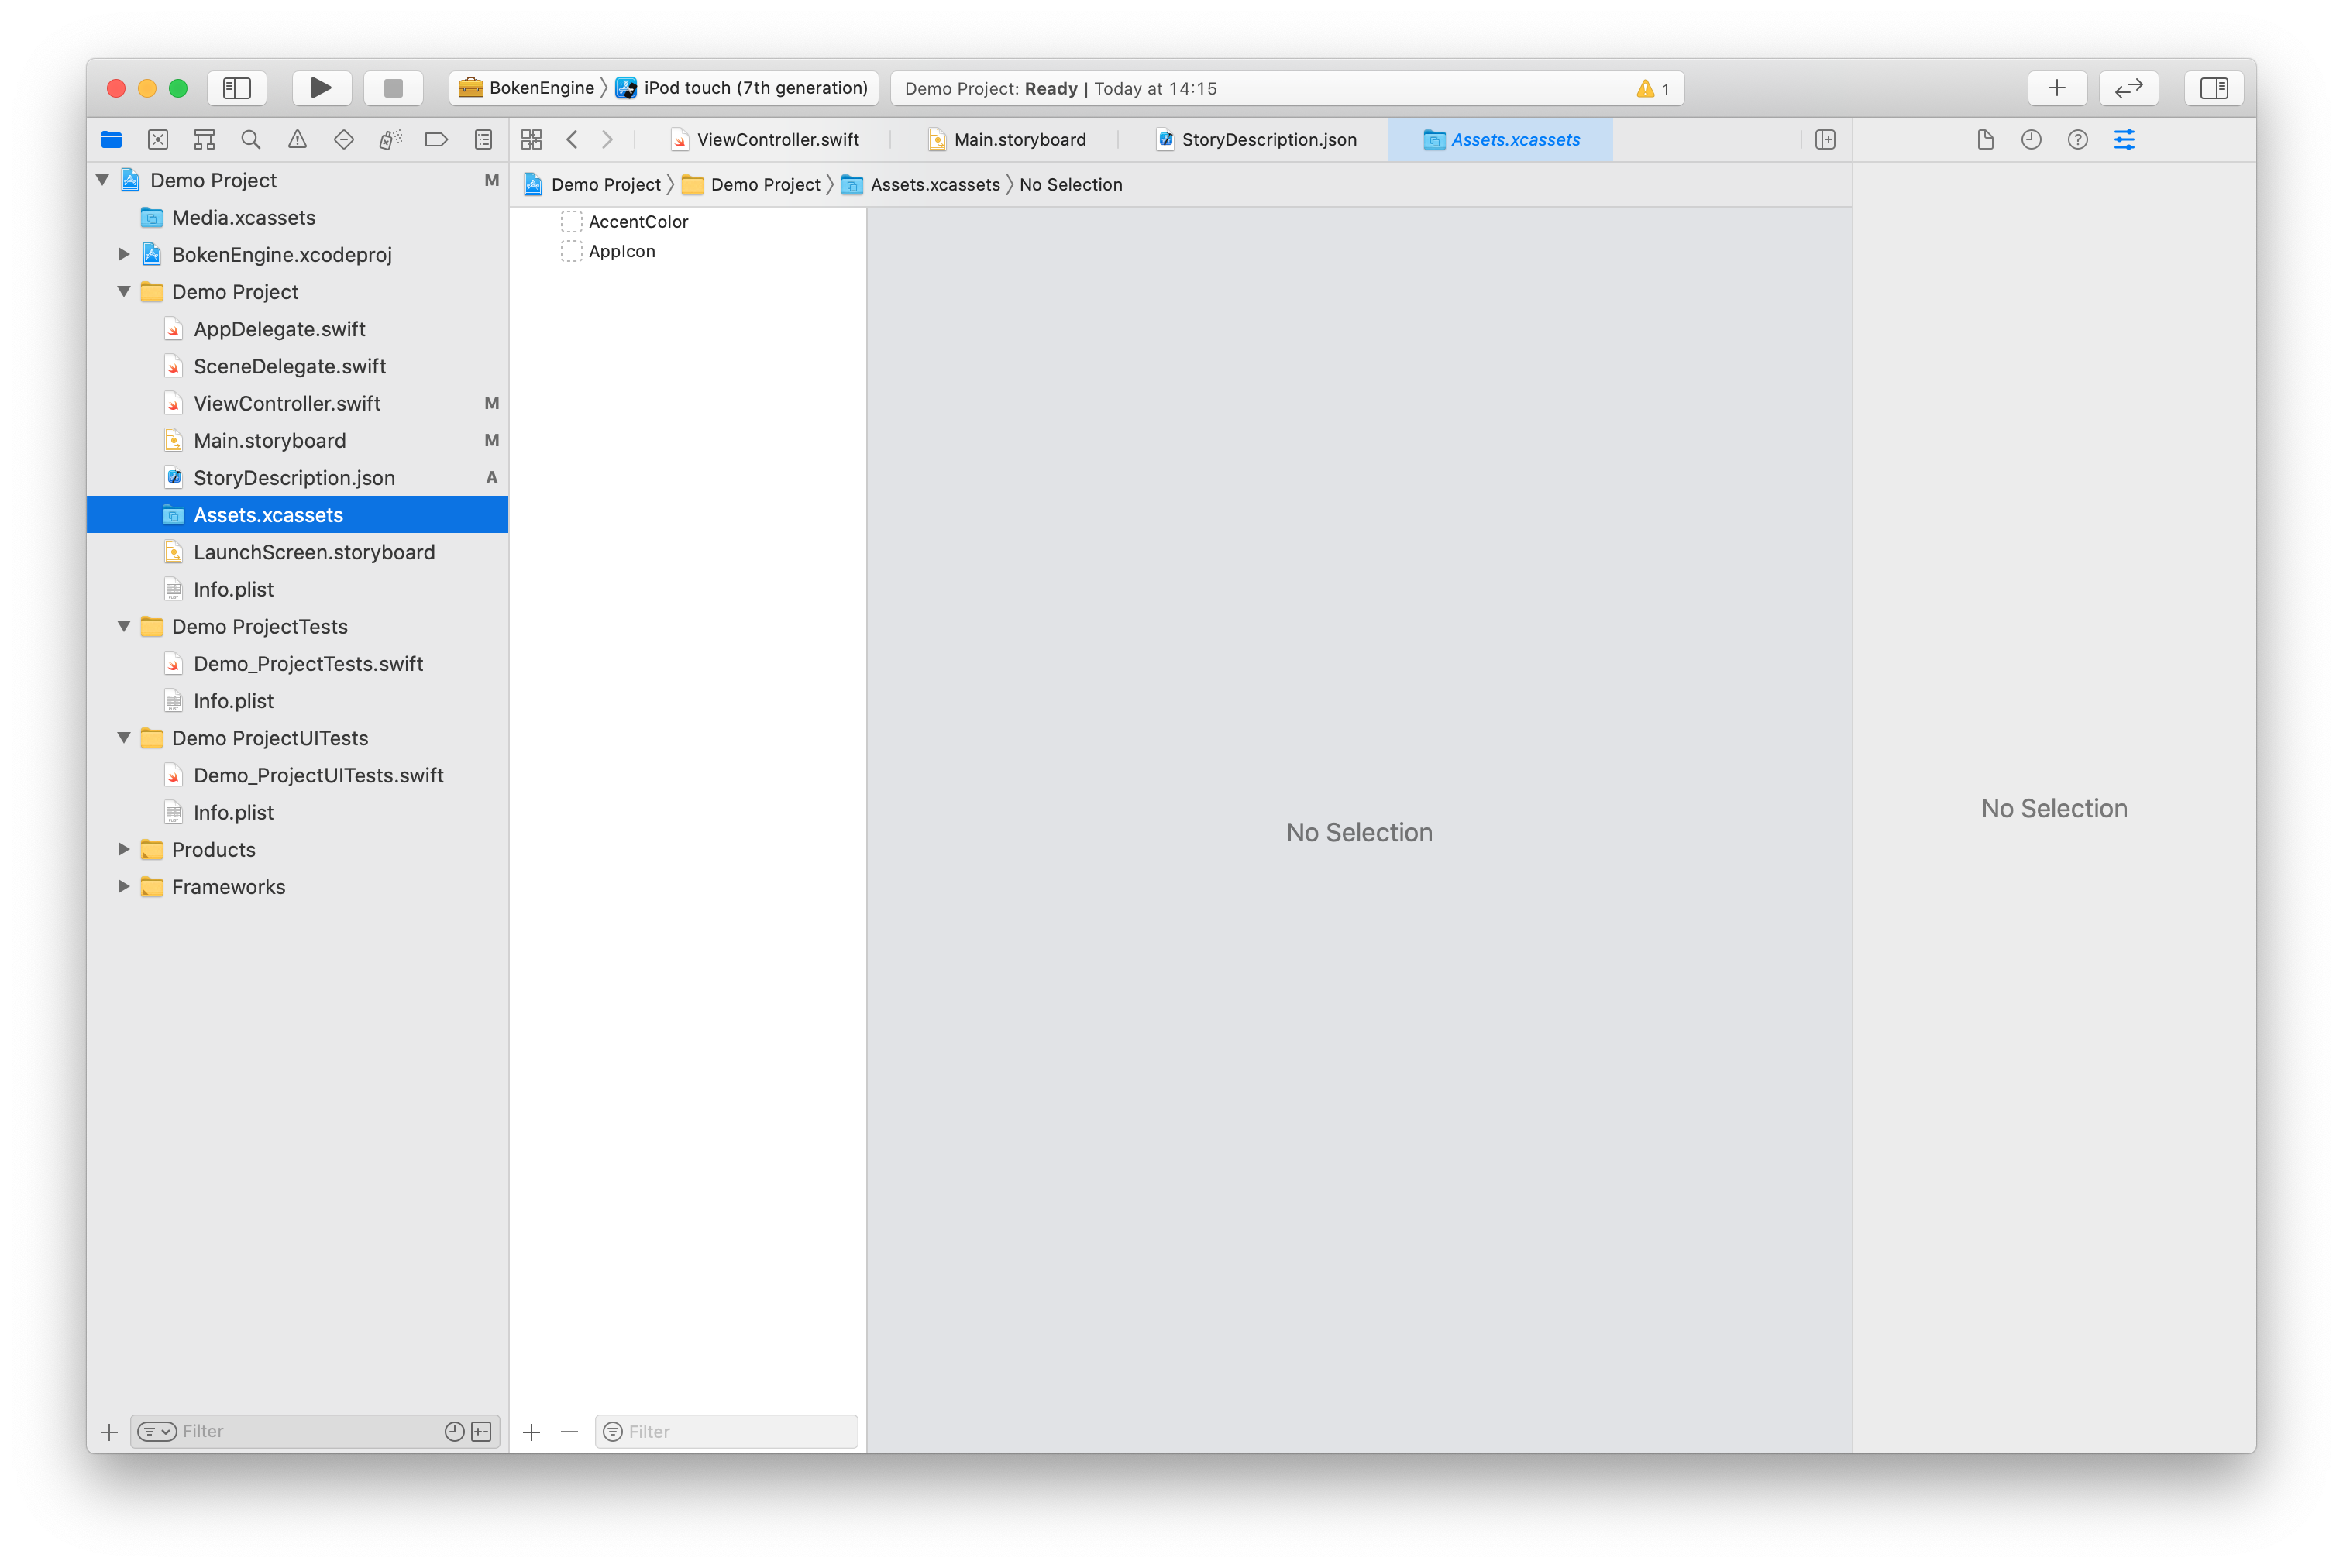 BokenEngine 〉 iPod touch (7th generation)
Demo Project: Ready | Today at 14:15
1
ViewController.swift
Main.storyboard
StoryDescription.json
Assets.xcassets
Demo Project 〉 Demo Project 〉 Assets.xcassets 〉 No Selection
Demo Project M
Media.xcassets
BokenEngine.xcodeproj
Demo Project
AppDelegate.swift
SceneDelegate.swift
ViewController.swift M
Main.storyboard M
StoryDescription.json A
Assets.xcassets
LaunchScreen.storyboard
Info.plist
Demo ProjectTests
Demo_ProjectTests.swift
Info.plist
Demo ProjectUITests
Demo_ProjectUITests.swift
Info.plist
Products
Frameworks
Filter
AccentColor
AppIcon
Filter
No Selection
No Selection